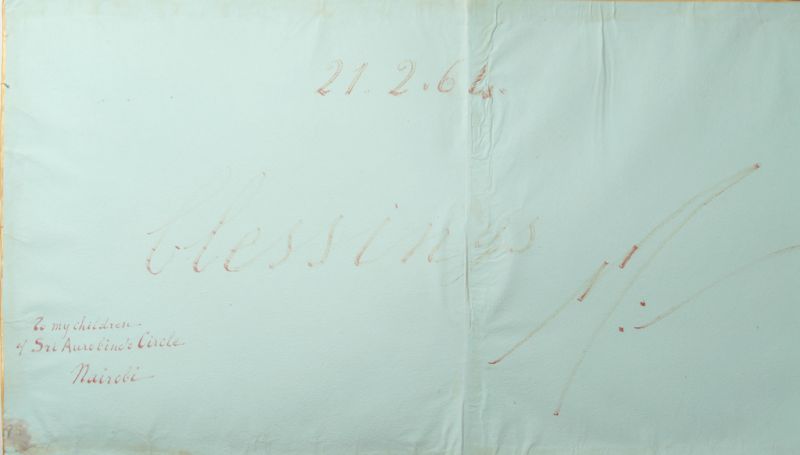 21.2.64.
blessings
To my children
of Sri Aurobindo Circle
Nairobi